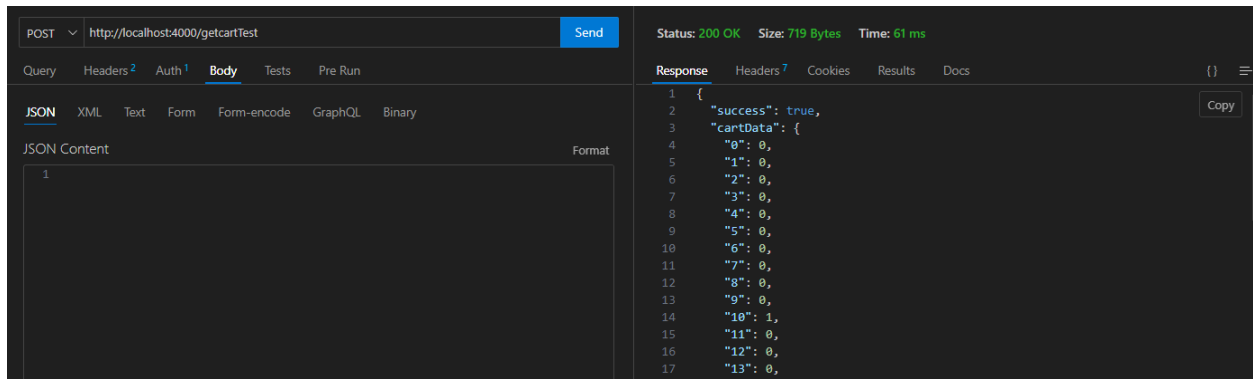 POST http://localhost:4000/getcartTest Send
Query Headers 2 Auth 1 Body Tests Pre Run
JSON XML Text Form Form-encode GraphQL Binary
JSON Content Format
1
Status: 200 OK Size: 719 Bytes Time: 61 ms
Response Headers 7 Cookies Results Docs {}
Copy
1 {
2 "success": true,
3 "cartData": {
4 "0": 0,
5 "1": 0,
6 "2": 0,
7 "3": 0,
8 "4": 0,
9 "5": 0,
10 "6": 0,
11 "7": 0,
12 "8": 0,
13 "9": 0,
14 "10": 1,
15 "11": 0,
16 "12": 0,
17 "13": 0,